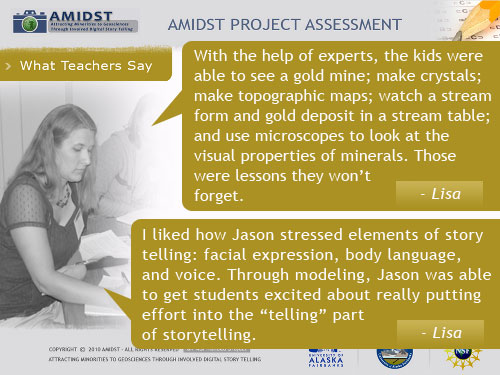 AMIDST
Attracting Minorities to Geosciences
Through Involved Digital Story Telling
AMIDST PROJECT ASSESSMENT
What Teachers Say
With the help of experts, the kids were
able to see a gold mine; make crystals;
make topographic maps; watch a stream
form and gold deposit in a stream table;
and use microscopes to look at the
visual properties of minerals. Those
were lessons they won’t
forget.
- Lisa
I liked how Jason stressed elements of story
telling: facial expression, body language,
and voice. Through modeling, Jason was able
to get students excited about really putting
effort into the “telling” part
of storytelling.
- Lisa
COPYRIGHT © 2010 AMIDST - ALL RIGHTS RESERVED
ATTRACTING MINORITIES TO GEOSCIENCES THROUGH INVOLVED DIGITAL STORY TELLING
UNIVERSITY OF
ALASKA
FAIRBANKS
NSF